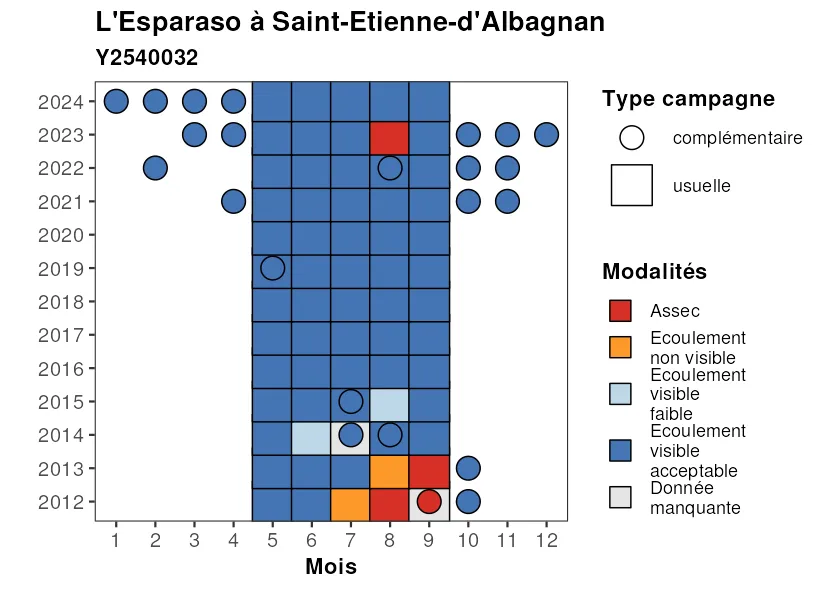 L'Esparaso à Saint-Etienne-d'Albagnan
Y2540032
2024
2023
2022
2021
2020
2019
2018
2017
2016
2015
2014
2013
2012
1 2 3 4 5 6 7 8 9 10 11 12
Mois
Type campagne
complémentaire
usuelle
Modalités
Assec
Ecoulement
non visible
Ecoulement
visible
faible
Ecoulement
visible
acceptable
Donnée
manquante